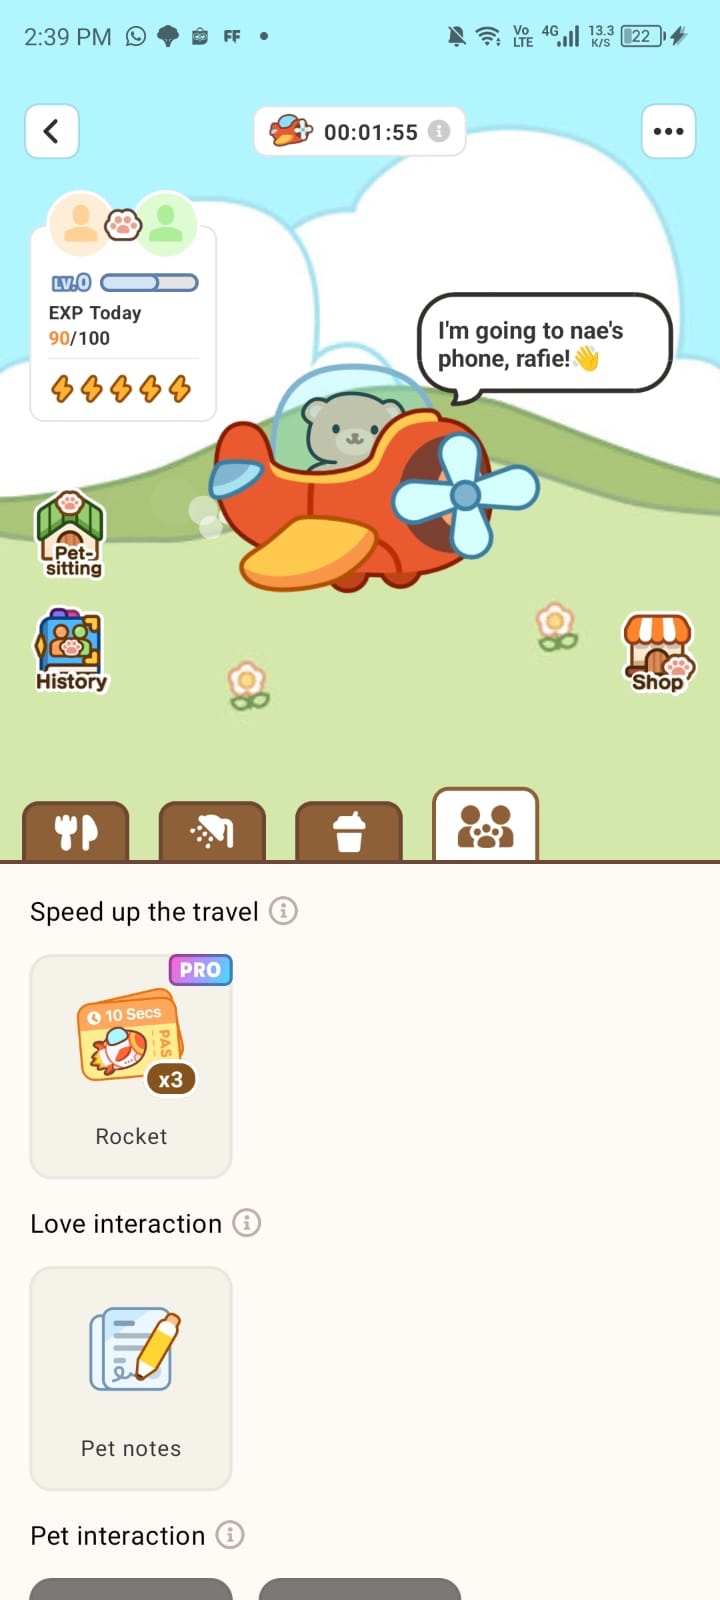 2:39 PM
FF
Vo
LTE
4G
13.3
K/S
22
00:01:55
LV.0
EXP Today
90/100
I'm going to nae's
phone, rafie!👋
Pet-
sitting
History
Shop
Speed up the travel
PRO
10 Secs
PAS
x3
Rocket
Love interaction
Pet notes
Pet interaction